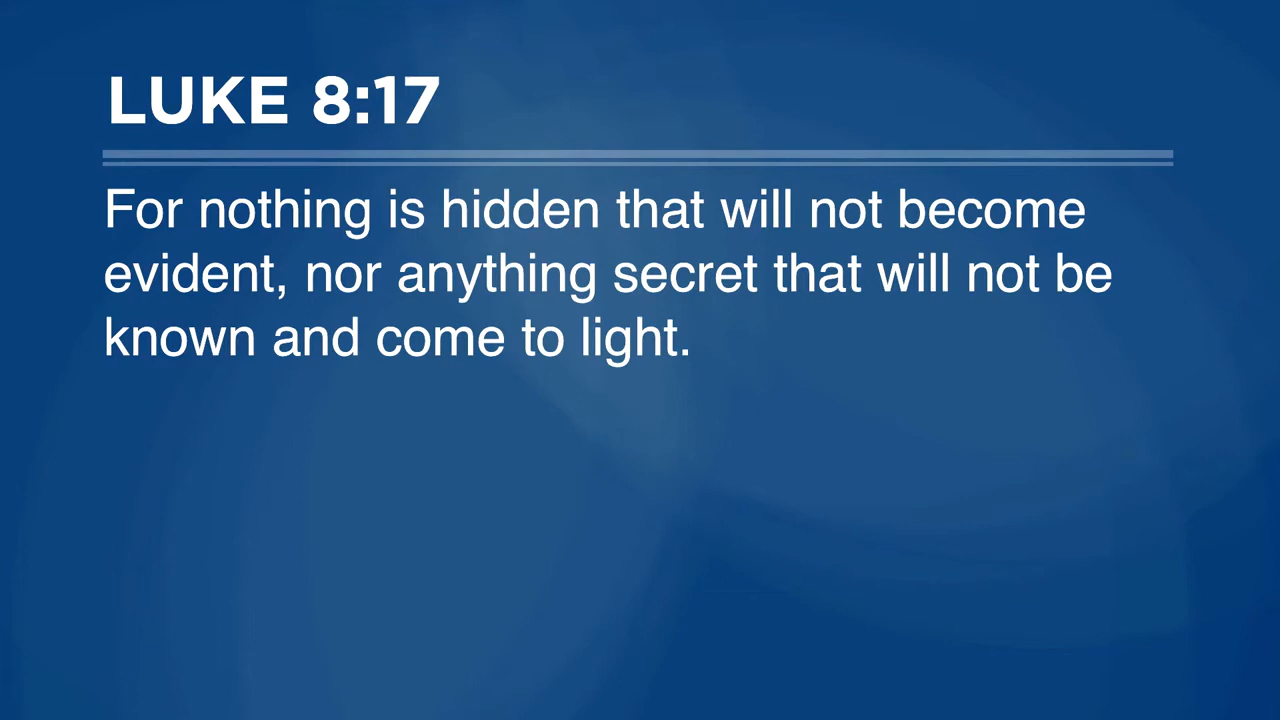 LUKE 8:17
For nothing is hidden that will not become
evident, nor anything secret that will not be
known and come to light.